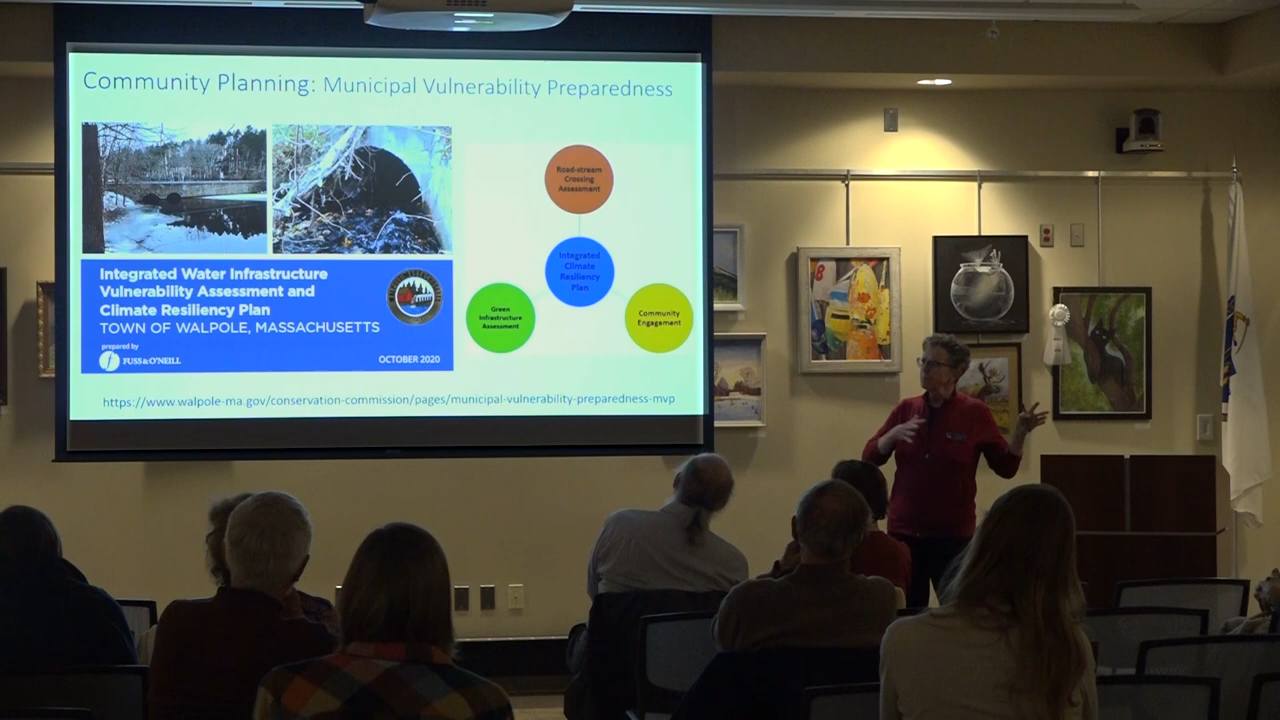 Community Planning: Municipal Vulnerability Preparedness
Road-stream
Crossing
Assessment
Integrated
Climate
Resiliency
Plan
Green
Infrastructure
Assessment
Community
Engagement
Integrated Water Infrastructure
Vulnerability Assessment and
Climate Resiliency Plan
TOWN OF WALPOLE, MASSACHUSETTS
prepared by
FUSS & O'NEILL
OCTOBER 2020
https://www.walpole-ma.gov/conservation-commission/pages/municipal-vulnerability-preparedness-mvp
8